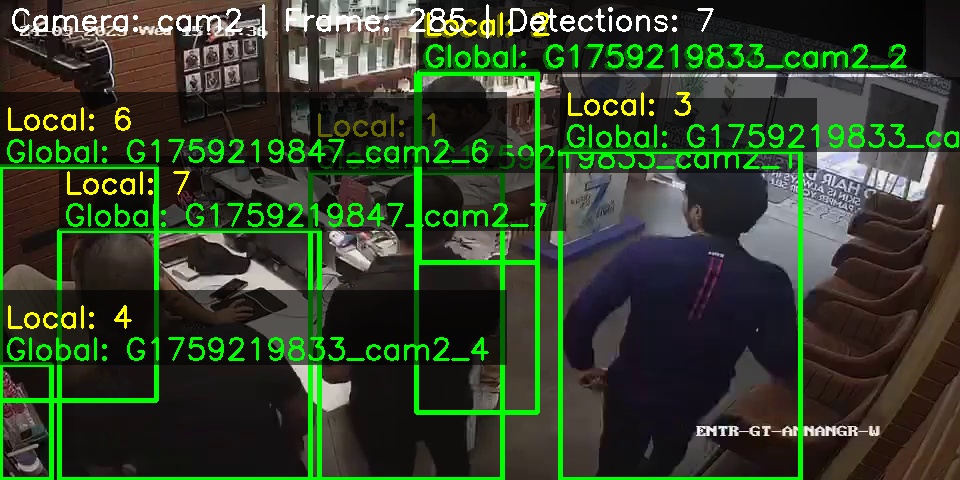 Camera: cam2 | Frame: 285 | Detections: 7
Local: 2
Global: G1759219833_cam2_2
Local: 3
Global: G1759219833_ca
Local: 6
Global: G1759219847_cam2_6
Local: 1
Local: 7
Global: G1759219847_cam2_7
Local: 4
Global: G1759219833_cam2_4
ENTR-GT-ANNANGR-W